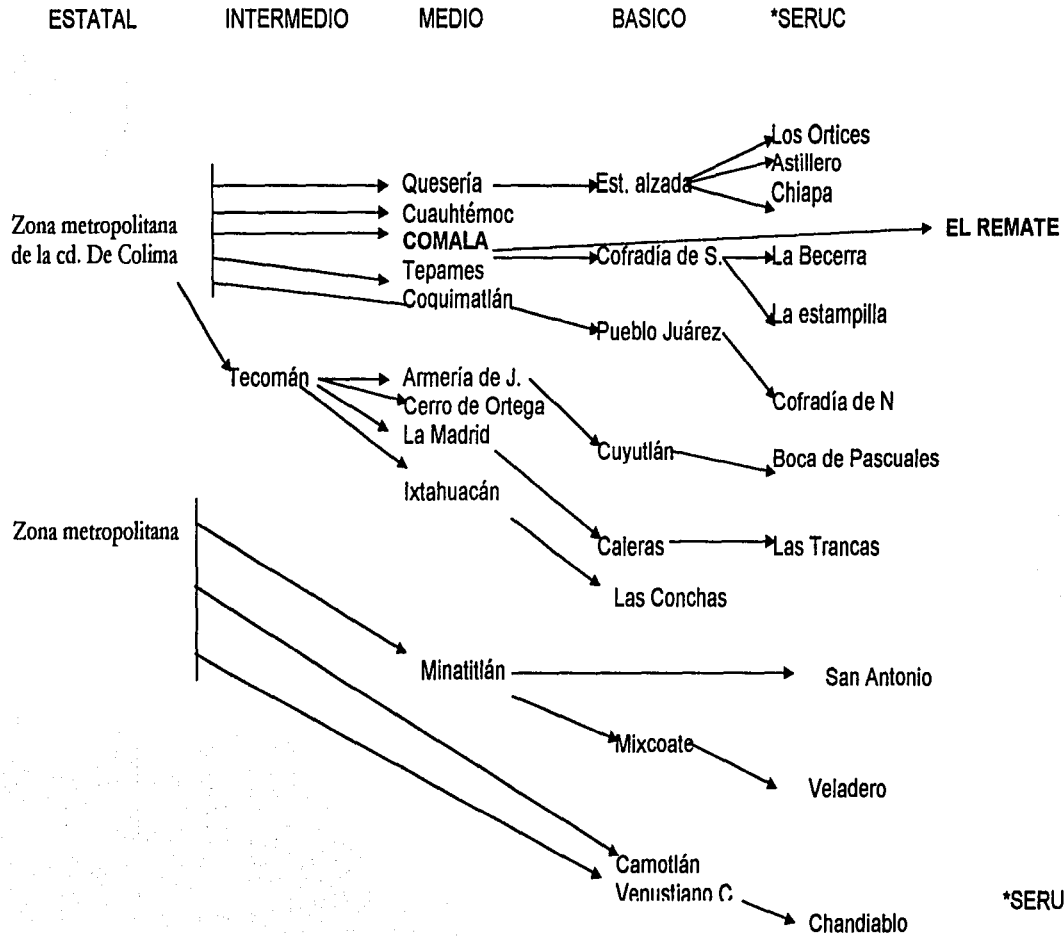 ESTATAL INTERMEDIO MEDIO BASICO *SERUC
Los Ortices
Astillero
Quesería Est. alzada Chiapa
Cuauhtémoc
Zona metropolitana
de la cd. De Colima
COMALA EL REMATE
Cofradía de S. La Becerra
Tepames
Coquimatlán
La estampilla
Pueblo Juárez
Tecomán Armería de J.
Cerro de Ortega Cofradía de N
La Madrid
Cuyutlán Boca de Pascuales
Ixtahuacán
Zona metropolitana
Caleras Las Trancas
Las Conchas
Minatitlán San Antonio
Mixcoate
Veladero
Camotlán
Venustiano C
*SERU
Chandiablo